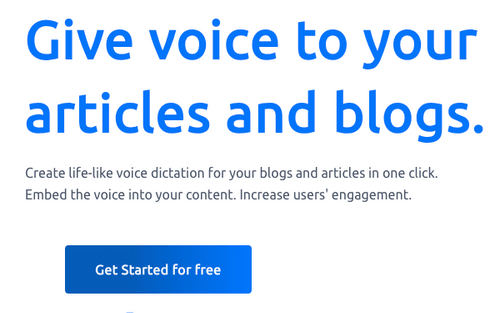 Give voice to your
articles and blogs.
Create life-like voice dictation for your blogs and articles in one click.
Embed the voice into your content. Increase users' engagement.
Get Started for free